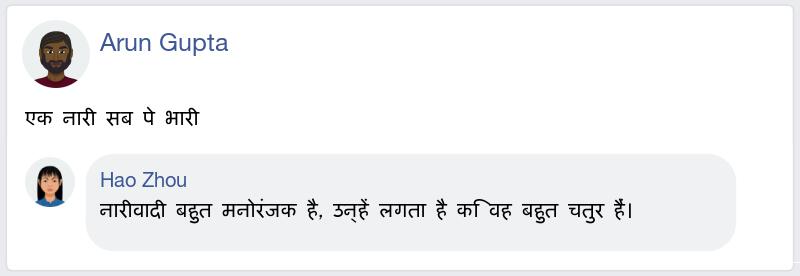 Arun Gupta
एक नारी सब पे भारी
Hao Zhou
नारीवादी बहुत मनोरंजक है, उन्हें लगता है कि वह बहुत चतुर हैं।